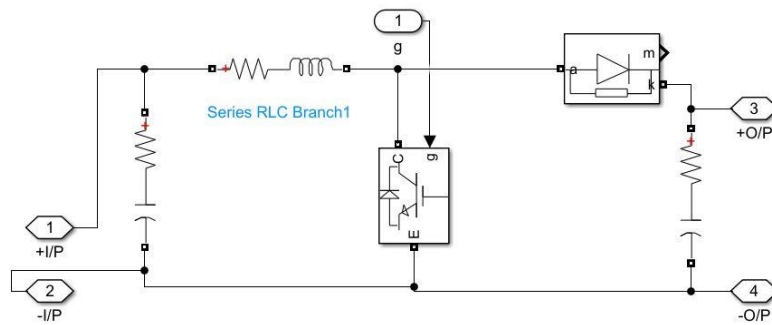 1
g
m
a
k
3
+O/P
Series RLC Branch1
C
g
E
1
+I/P
2
-I/P
4
-O/P